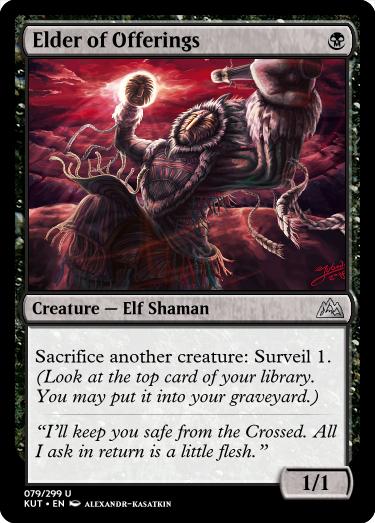 Elder of Offerings
Creature — Elf Shaman
Sacrifice another creature: Surveil 1.
(Look at the top card of your library.
You may put it into your graveyard.)
“I’ll keep you safe from the Crossed. All
I ask in return is a little flesh.”
1/1
079/299 U
KUT • EN ALEXANDR-KASATKIN